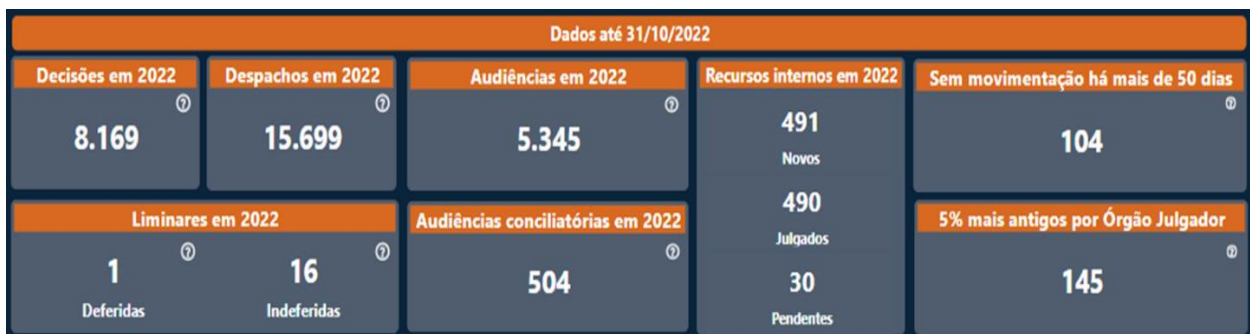 Dados até 31/10/2022
Decisões em 2022
8.169
Despachos em 2022
15.699
Audiências em 2022
5.345
Recursos internos em 2022
491
Novos
490
Julgados
30
Pendentes
Sem movimentação há mais de 50 dias
104
Liminares em 2022
1
Deferidas
16
Indeferidas
Audiências conciliatórias em 2022
504
5% mais antigos por Órgão Julgador
145